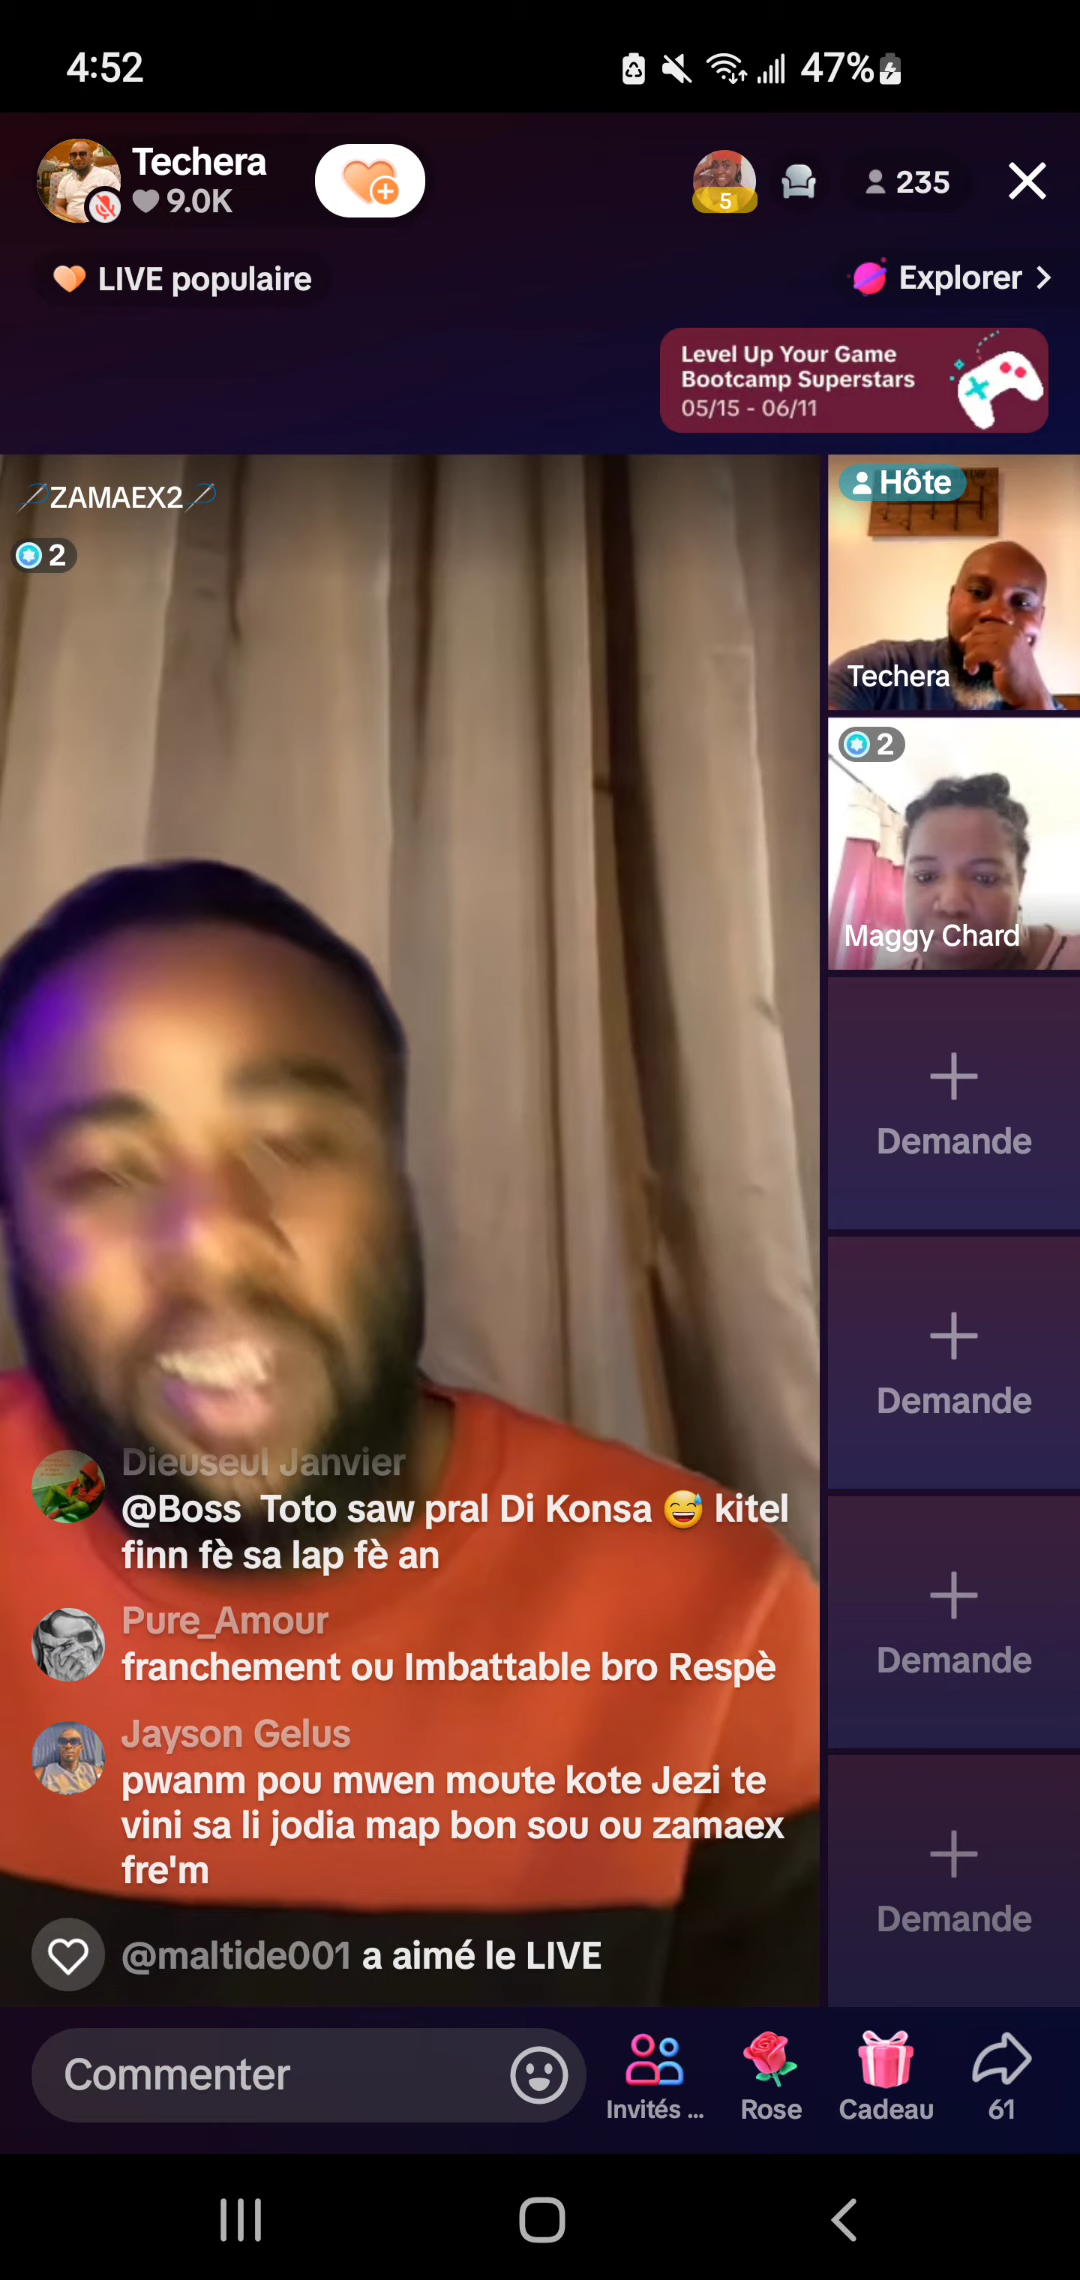 4:52
47%
Techera
9.0K
5
235
LIVE populaire
Explorer
Level Up Your Game
Bootcamp Superstars
05/15 - 06/11
ZAMAEX2
2
Hôte
Techera
2
Maggy Chard
Demande
Demande
Demande
Demande
Dieuseul Janvier
@Boss Toto saw pral Di Konsa 😅 kitel
finn fè sa lap fè an
Pure_Amour
franchement ou Imbattable bro Respè
Jayson Gelus
pwanm pou mwen moute kote Jezi te
vini sa li jodia map bon sou ou zamaex
fre'm
@maltide001 a aimé le LIVE
Commenter
Invités ...
Rose
Cadeau
61